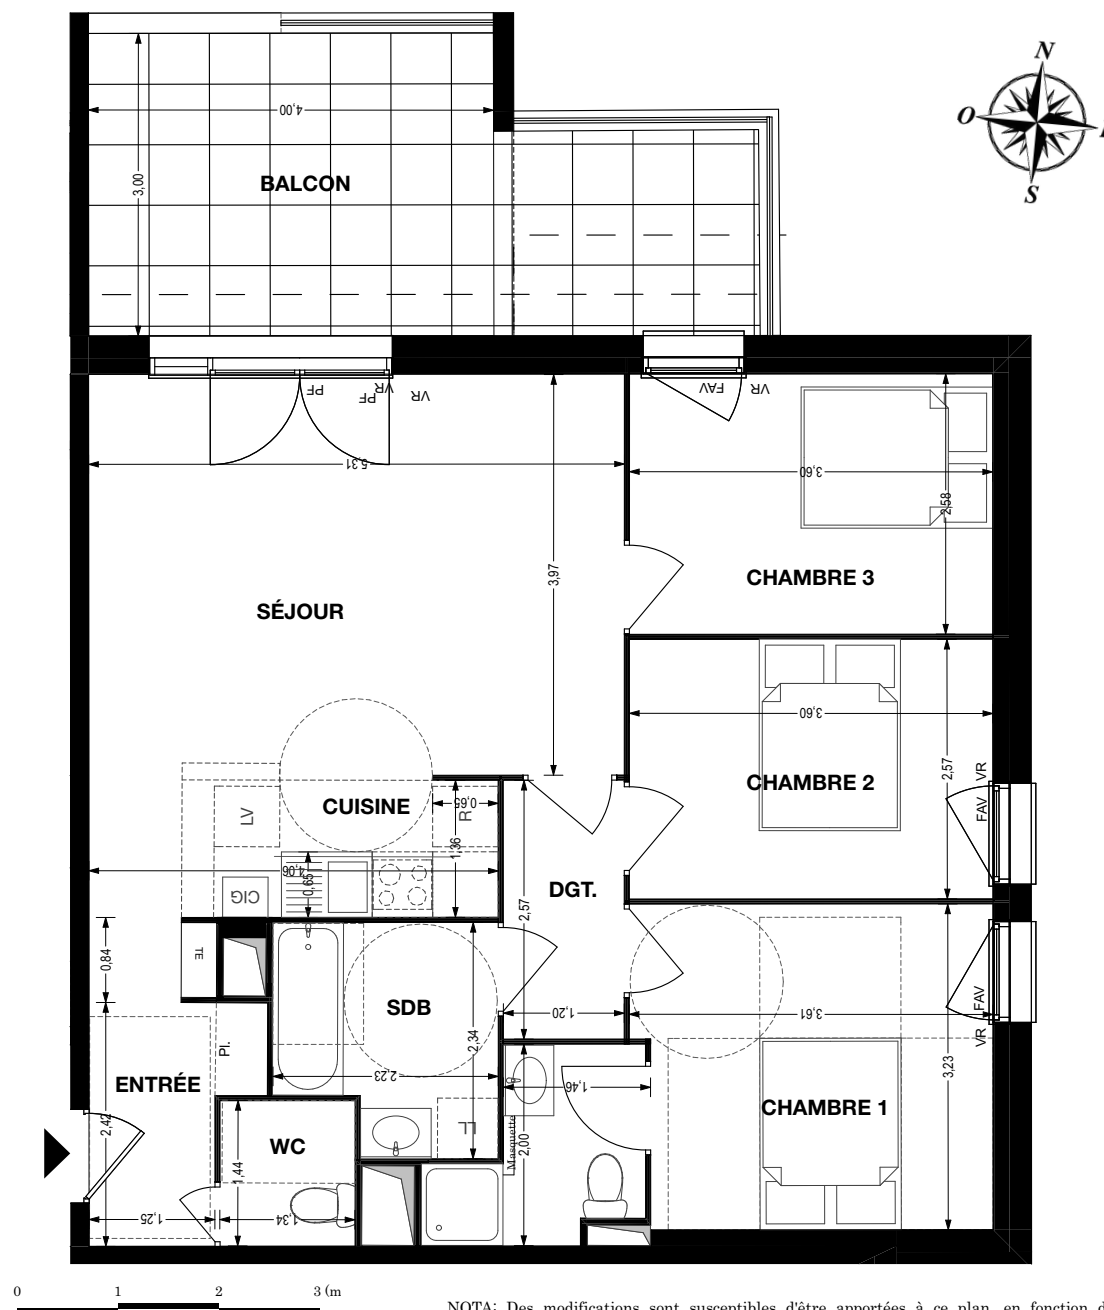 N
O
S
4,00
3,00
BALCON
PF
VR
PF
VR
FAV
VR
5,31
3,60
2,58
3,97
CHAMBRE 3
SÉJOUR
3,60
CHAMBRE 2
2,57
VR
FAV
CUISINE
LV
0,65
R
1,36
4,06
0,65
CIG
DGT.
2,57
0,84
TE
SDB
1,20
3,61
FAV
VR
2,34
Pl.
2,23
1,46
3,23
ENTRÉE
CHAMBRE 1
2,42
WC
LL
Masquette
2,00
1,44
1,25
1,34
0 1 2 3 (m
NOTA: Des modifications sont susceptibles d'être apportées à ce plan, en fonction d